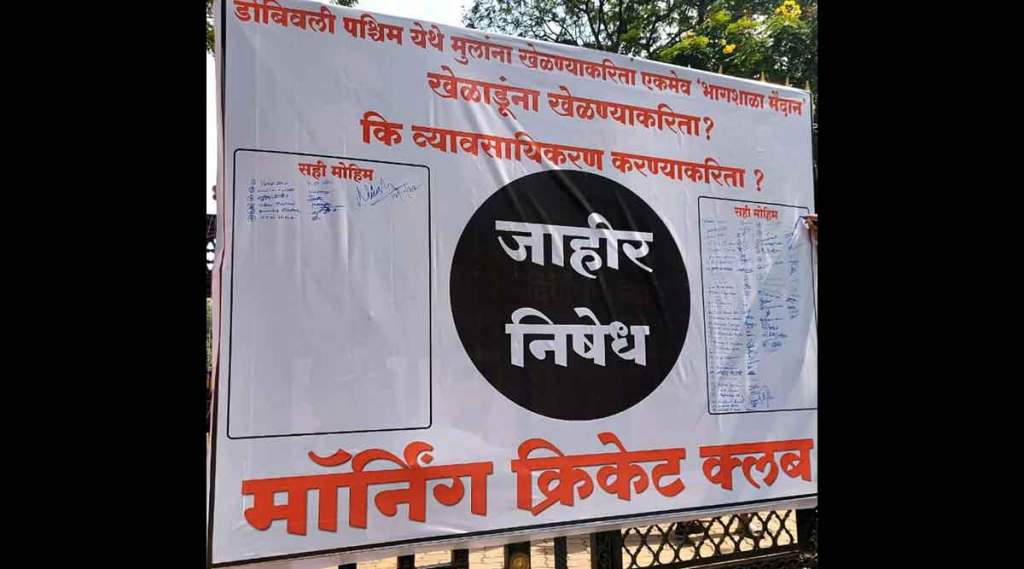 डोंबिवली पश्चिम येथे मुलांना खेळण्याकरिता एकमेव 'भागशाळा मैदान'
खेळाडूंना खेळण्याकरिता?
कि व्यावसायिकरण करण्याकरिता ?
सही मोहिम
सही मोहिम
जाहीर
निषेध
मॉर्निंग क्रिकेट क्लब